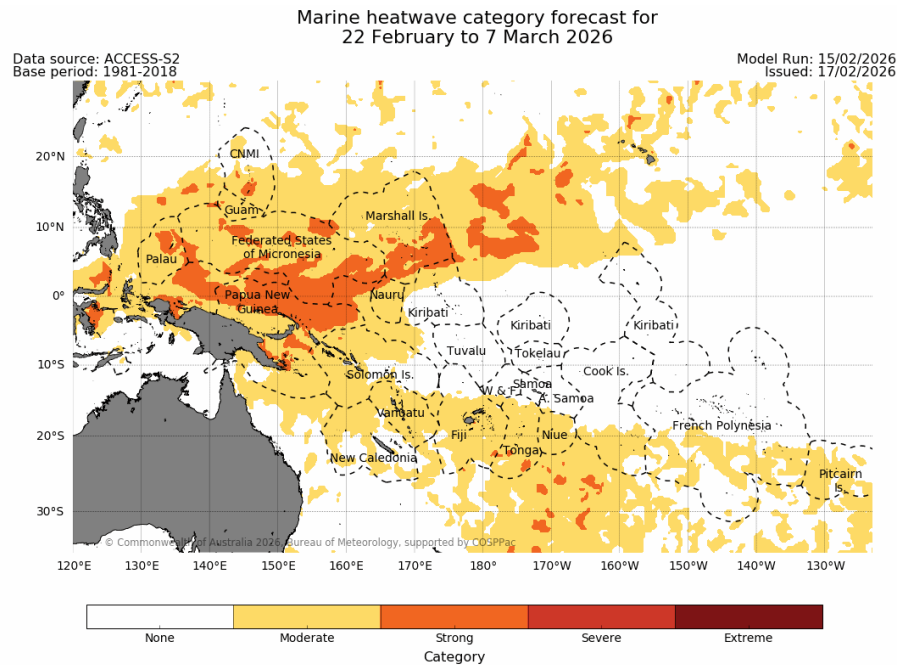 Marine heatwave category forecast for
22 February to 7 March 2026
Data source: ACCESS-S2
Base period: 1981-2018
Model Run: 15/02/2026
Issued: 17/02/2026
20°N
10°N
0°
10°S
20°S
30°S
CNMI
Guam
Marshall Is.
Federated States
of Micronesia
Palau
Papua New
Guinea
Nauru
Kiribati
Kiribati
Kiribati
Tuvalu
Tokelau
Solomon Is.
Cook Is.
W & F
Samoa
A. Samoa
Vanuatu
French Polynesia
Fiji
Niue
Tonga
New Caledonia
Pitcairn
Is.
© Commonwealth of Australia 2026, Bureau of Meteorology, supported by COSPPac
120°E 130°E 140°E 150°E 160°E 170°E 180°E 170°W 160°W 150°W 140°W 130°W
None Moderate Strong Severe Extreme
Category